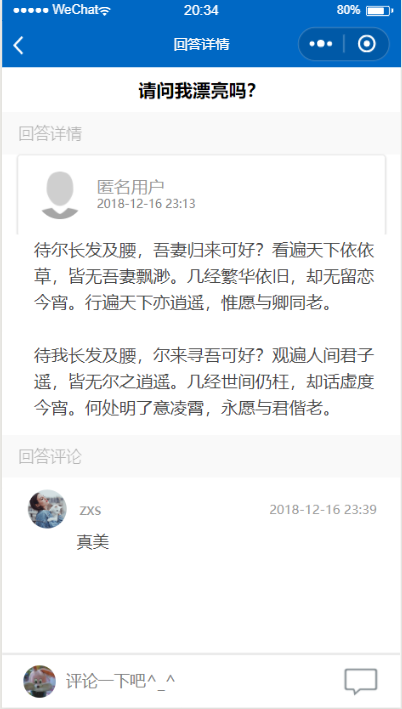 WeChat 20:34 80%
回答详情
请问我漂亮吗？
回答详情
匿名用户
2018-12-16 23:13
待尔长发及腰，吾妻归来可好？看遍天下依依
草，皆无吾妻飘渺。几经繁华依旧，却无留恋
今宵。行遍天下亦逍遥，惟愿与卿同老。
待我长发及腰，尔来寻吾可好？观遍人间君子
遥，皆无尔之逍遥。几经世间仍枉，却话虚度
今宵。何处明了意凌霄，永愿与君偕老。
回答评论
zxs 2018-12-16 23:39
真美
评论一下吧^_^